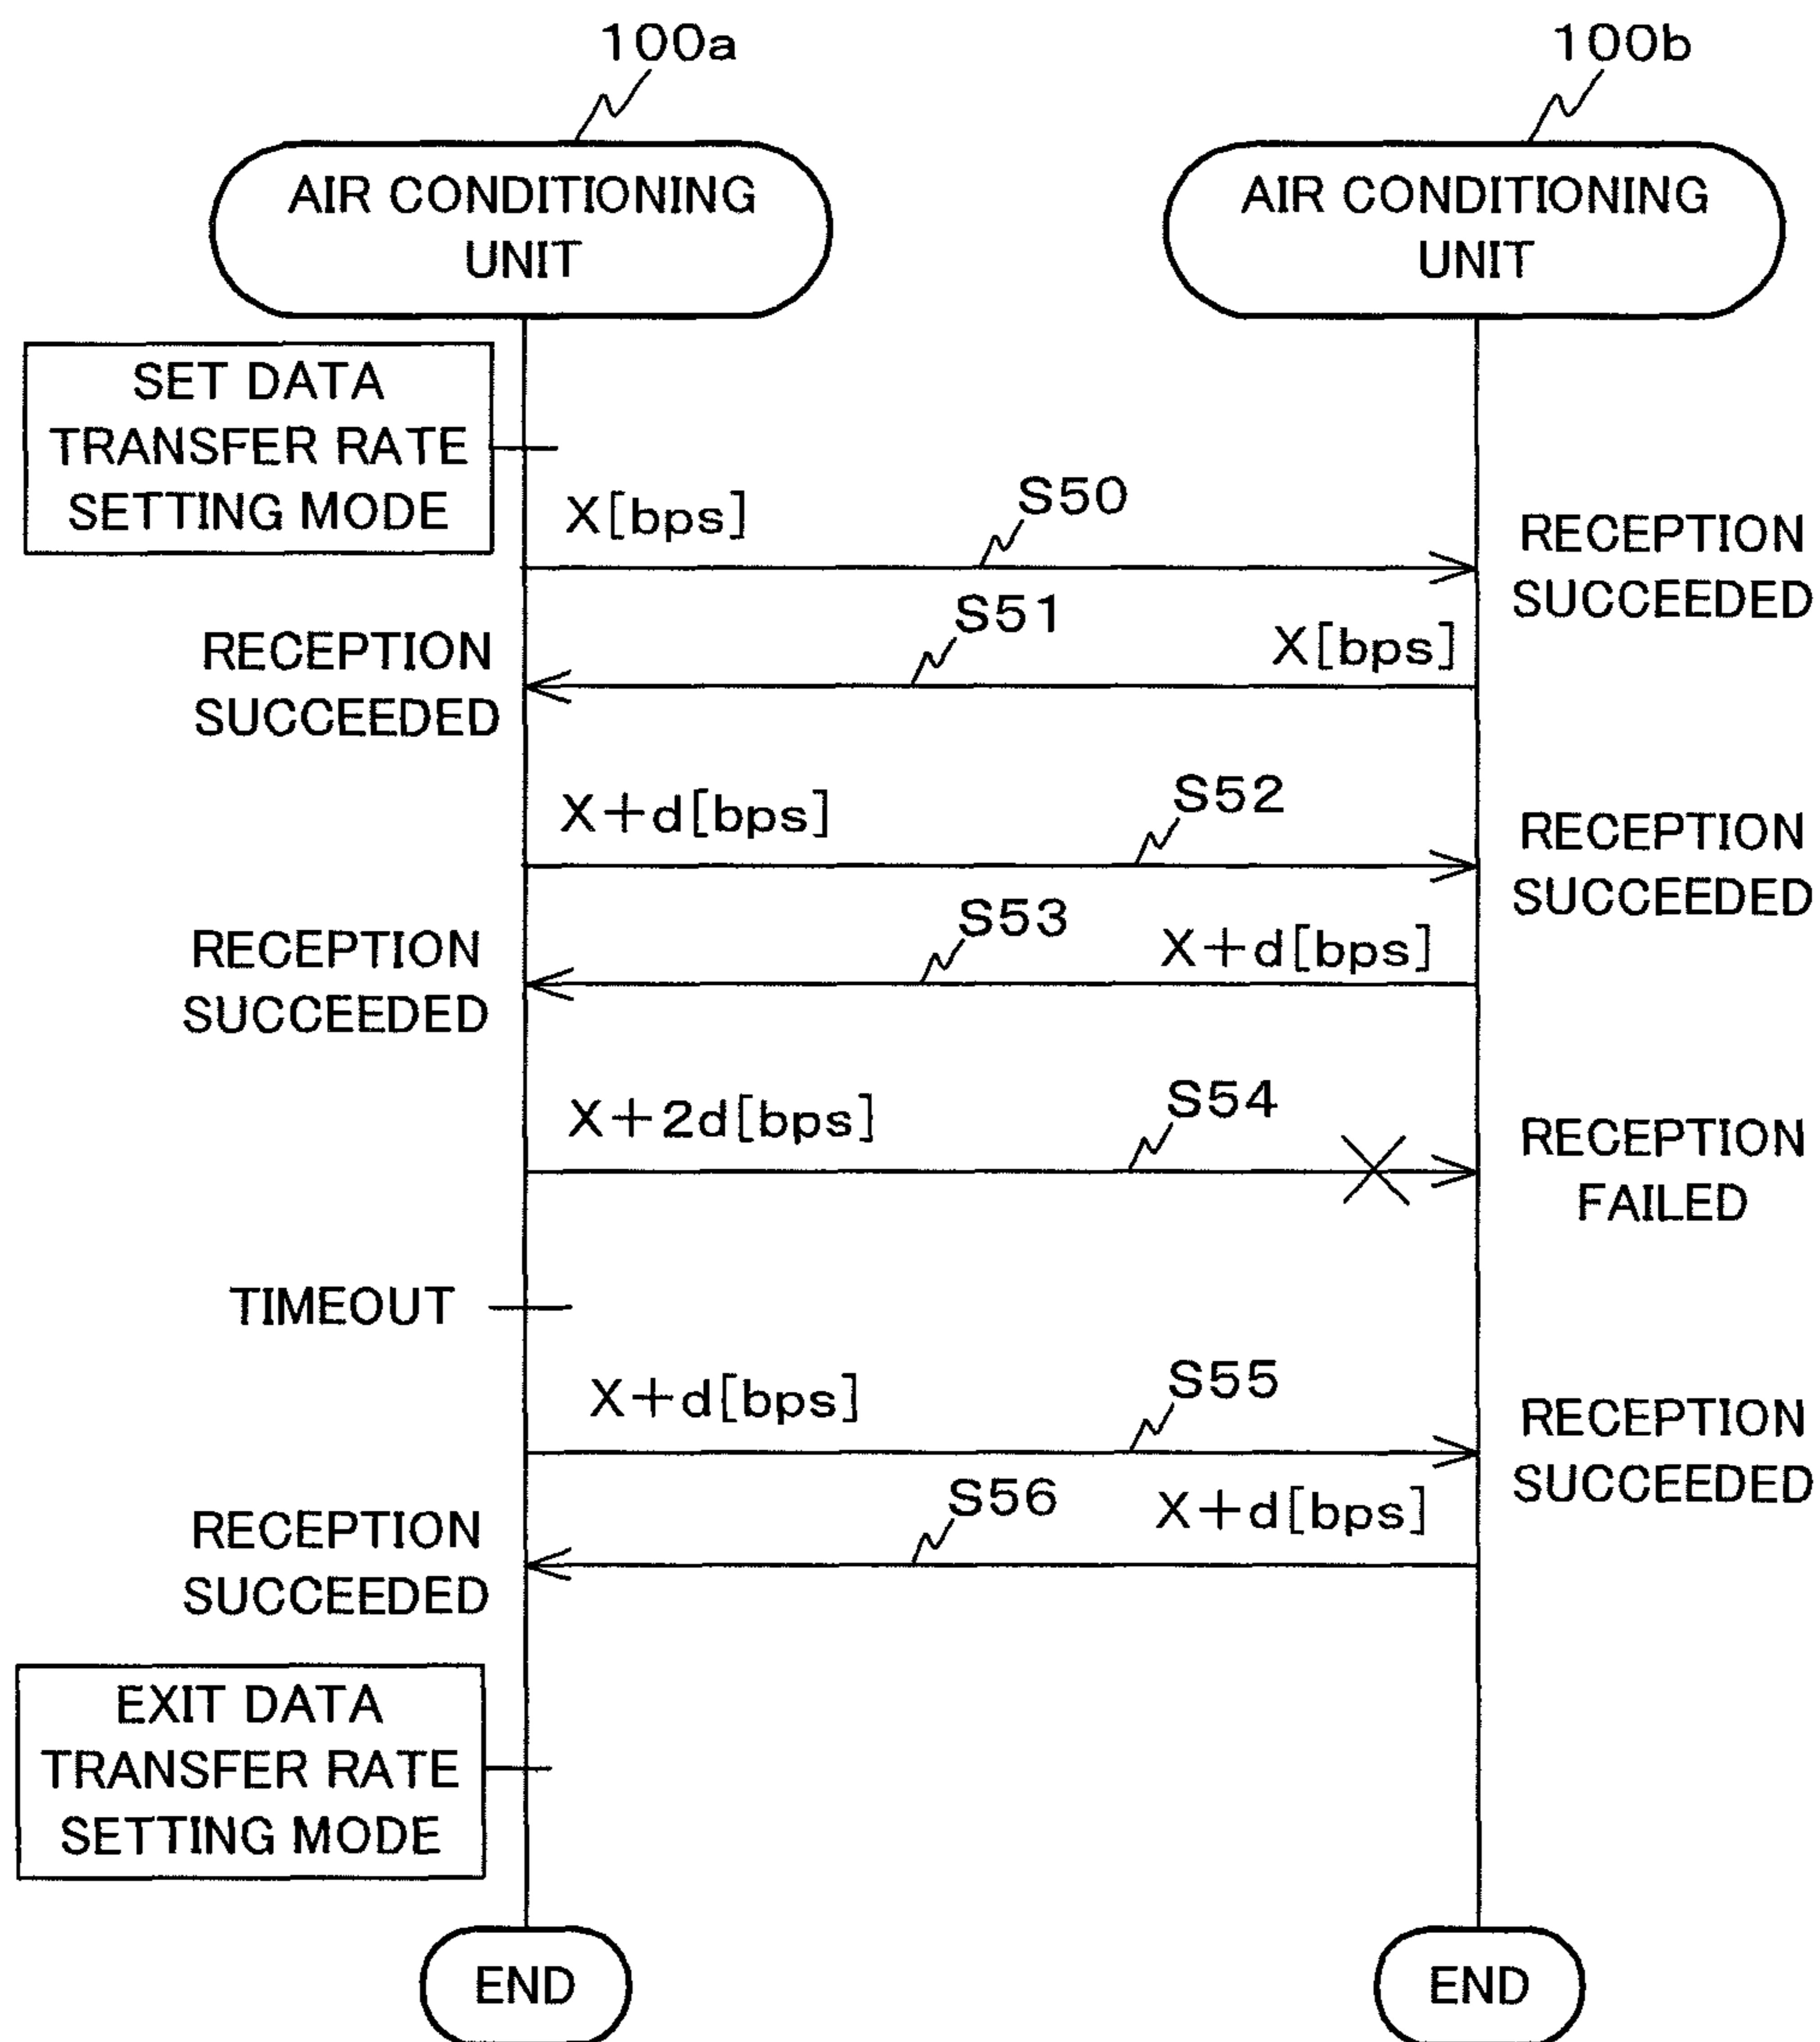 100a
100b
AIR CONDITIONING
UNIT
AIR CONDITIONING
UNIT
SET DATA
TRANSFER RATE
SETTING MODE
X[bps]
S50
RECEPTION
SUCCEEDED
S51
X[bps]
RECEPTION
SUCCEEDED
X+d[bps]
S52
RECEPTION
SUCCEEDED
S53
X+d[bps]
RECEPTION
SUCCEEDED
X+2d[bps]
S54
RECEPTION
FAILED
TIMEOUT
X+d[bps]
S55
RECEPTION
SUCCEEDED
S56
X+d[bps]
RECEPTION
SUCCEEDED
EXIT DATA
TRANSFER RATE
SETTING MODE
END
END